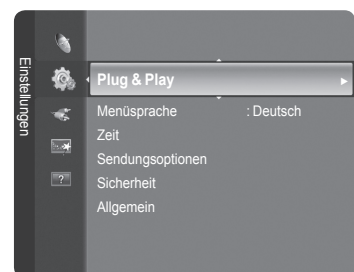 Einstellungen
Plug & Play
Menüsprache : Deutsch
Zeit
Sendungsoptionen
Sicherheit
Allgemein
?